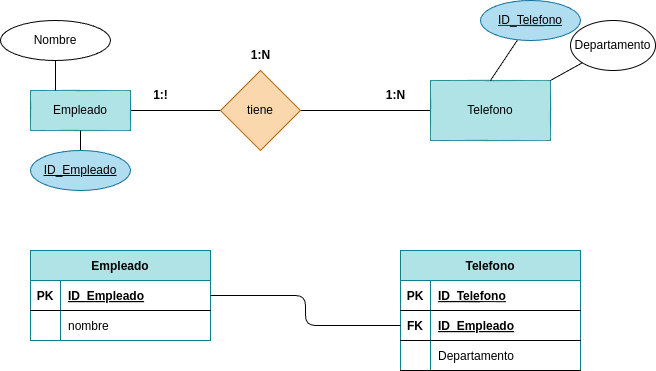 ID_Telefono
Nombre
Departamento
1:N
1:!
1:N
Empleado
tiene
Telefono
ID_Empleado
Empleado
PK ID_Empleado
nombre
Telefono
PK ID_Telefono
FK ID_Empleado
Departamento